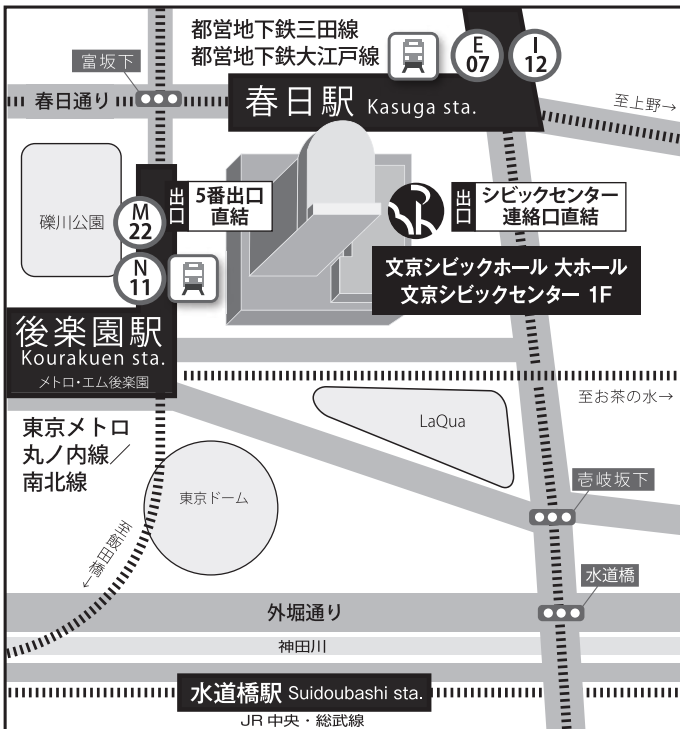 都営地下鉄三田線
都営地下鉄大江戸線
E
07
I
12
富坂下
春日通り
春日駅 Kasuga sta.
至上野→
礫川公園
M
22
N
11
出口
5番出口
直結
出口
シビックセンター
連絡口直結
文京シビックホール 大ホール
文京シビックセンター 1F
後楽園駅
Kourakuen sta.
メトロ・エム後楽園
至お茶の水→
東京メトロ
丸ノ内線／
南北線
LaQua
東京ドーム
壱岐坂下
至飯田橋→
水道橋
外堀通り
神田川
水道橋駅 Suidoubashi sta.
JR 中央・総武線